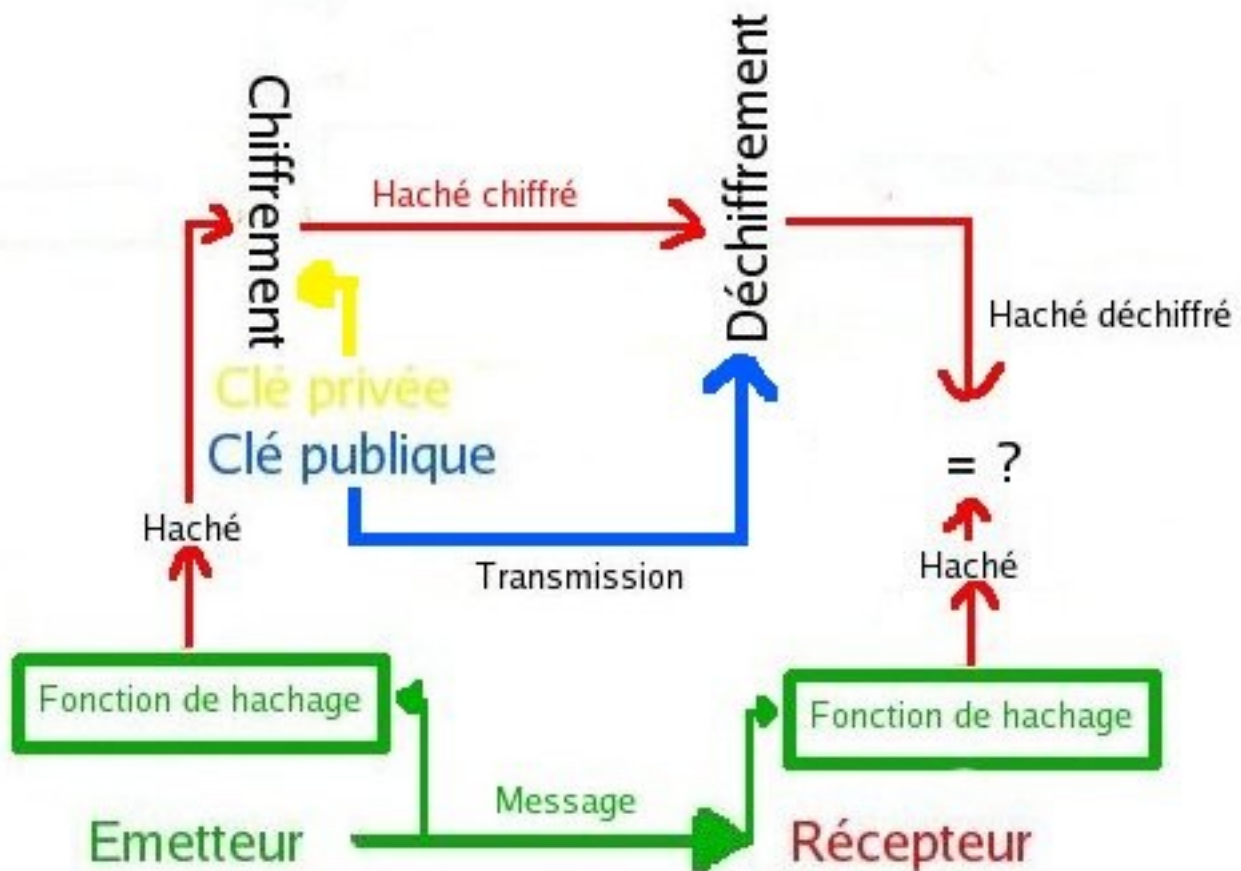 Chiffrement
Déchiffrement
Haché chiffré
Haché déchiffré
Clé privée
Clé publique
= ?
Haché
Transmission
Haché
Fonction de hachage
Fonction de hachage
Message
Emetteur
Récepteur